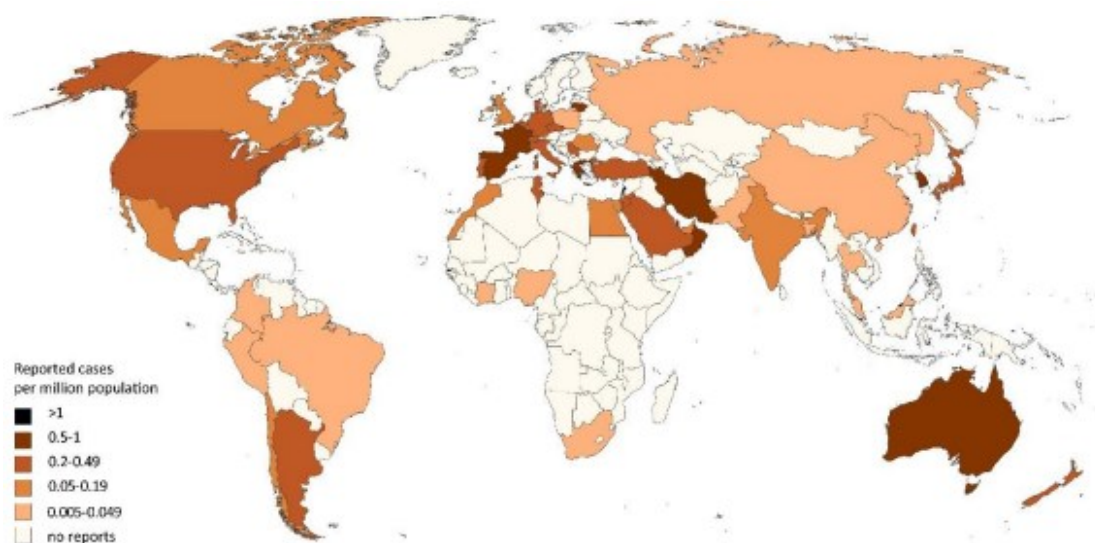 Reported cases
per million population
>1
0.5-1
0.2-0.49
0.05-0.19
0.005-0.049
no reports